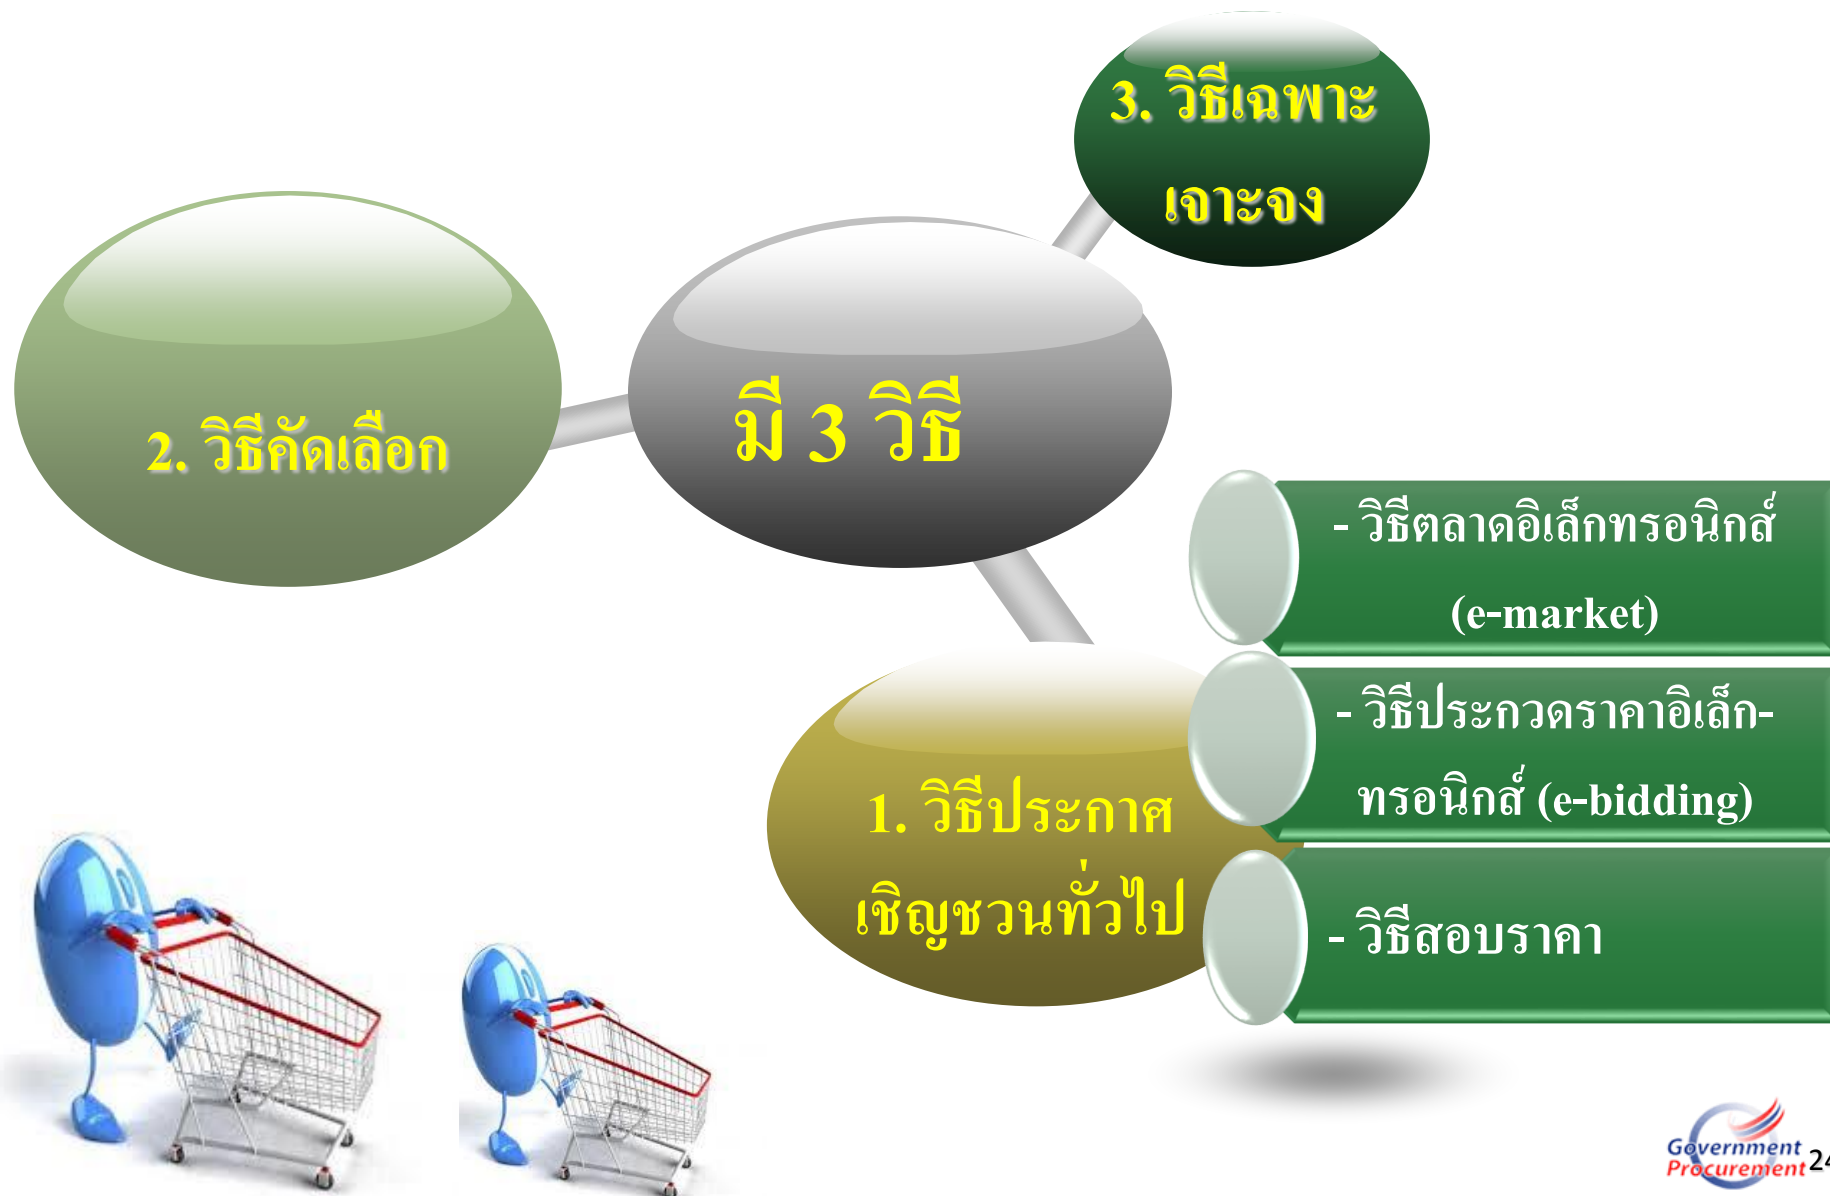 3. วิธีเฉพาะ
เจาะจง
2. วิธีคัดเลือก
มี 3 วิธี
- วิธีตลาดอิเล็กทรอนิกส์
(e-market)
- วิธีประกวดราคาอิเล็ก-
ทรอนิกส์ (e-bidding)
1. วิธีประกาศ
เชิญชวนทั่วไป
- วิธีสอบราคา
Government
Procurement
24